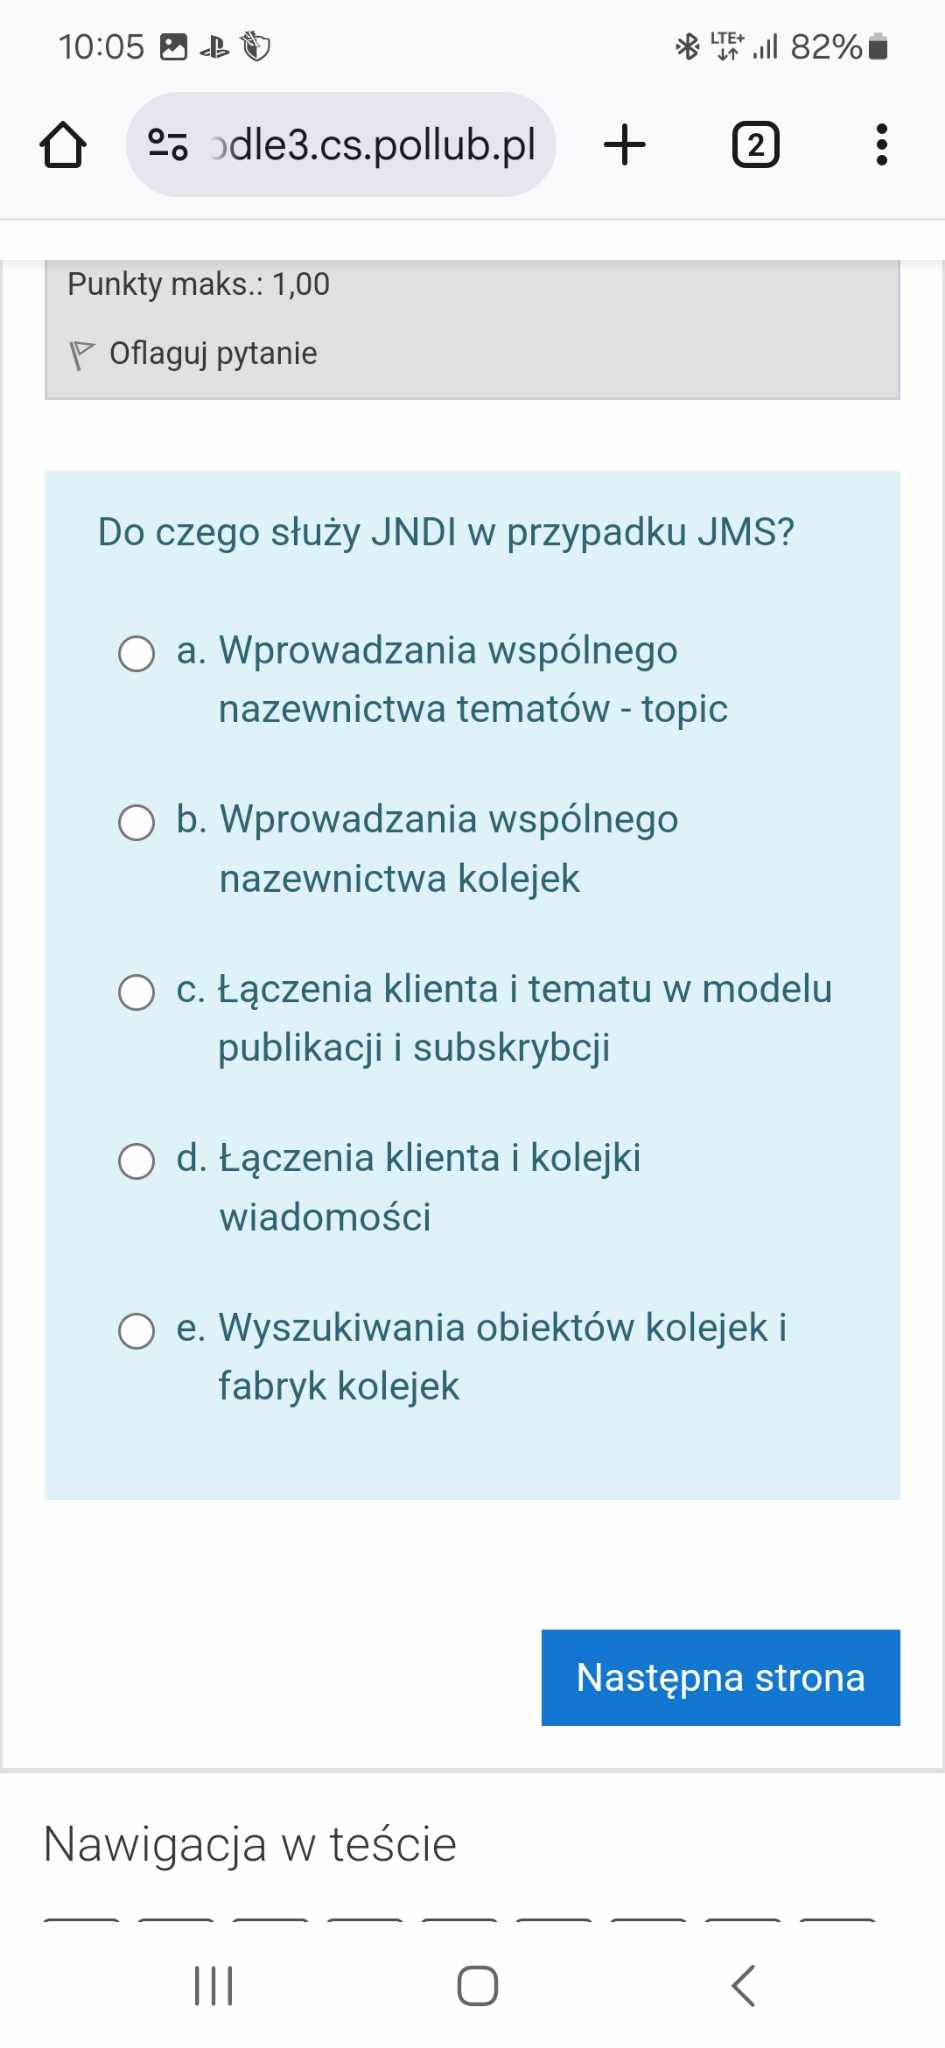 10:05 LTE+ 82%
odle3.cs.pollub.pl 2
Punkty maks.: 1,00
Oflaguj pytanie
Do czego służy JNDI w przypadku JMS?
a. Wprowadzania wspólnego
nazewnictwa tematów - topic
b. Wprowadzania wspólnego
nazewnictwa kolejek
c. Łączenia klienta i tematu w modelu
publikacji i subskrybcji
d. Łączenia klienta i kolejki
wiadomości
e. Wyszukiwania obiektów kolejek i
fabryk kolejek
Następna strona
Nawigacja w teście